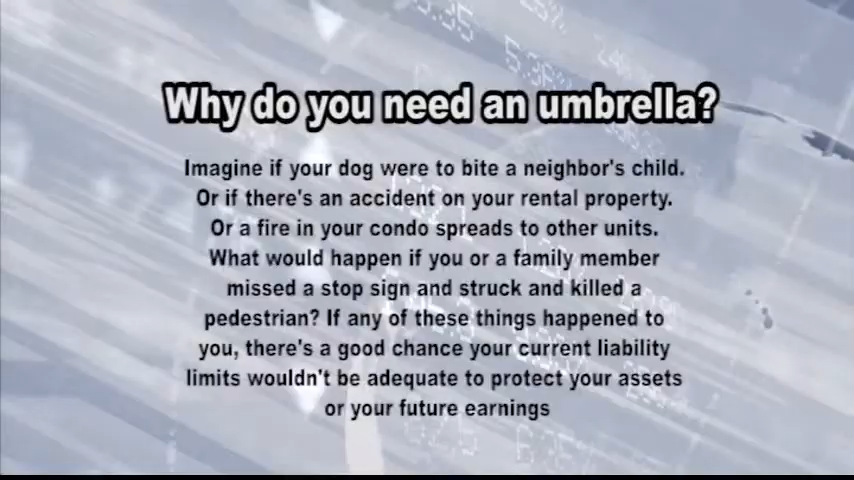 Why do you need an umbrella?
Imagine if your dog were to bite a neighbor's child.
Or if there's an accident on your rental property.
Or a fire in your condo spreads to other units.
What would happen if you or a family member
missed a stop sign and struck and killed a
pedestrian? If any of these things happened to
you, there's a good chance your current liability
limits wouldn't be adequate to protect your assets
or your future earnings